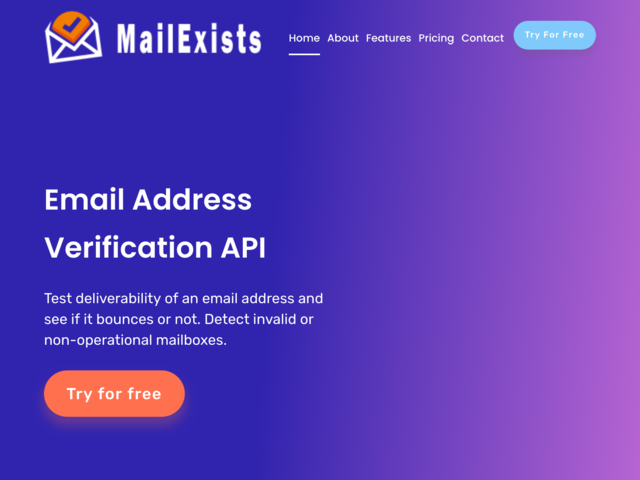 MailExists
Home About Features Pricing Contact Try For Free
Email Address
Verification API
Test deliverability of an email address and
see if it bounces or not. Detect invalid or
non-operational mailboxes.
Try for free